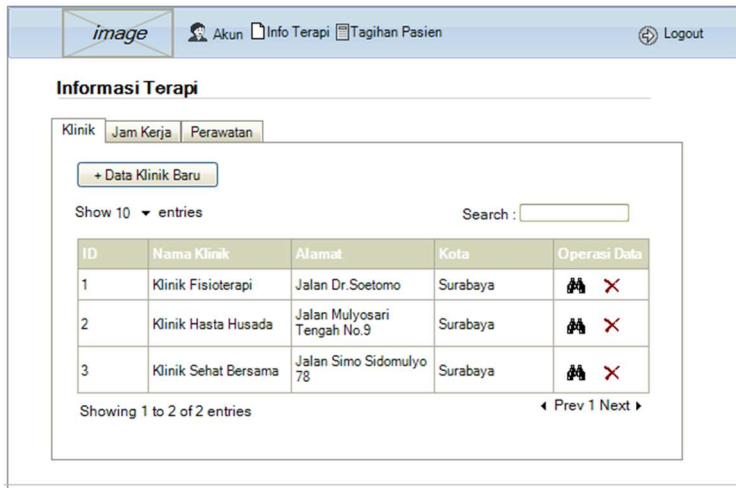 image Akun Info Terapi Tagihan Pasien Logout
Informasi Terapi
Klinik Jam Kerja Perawatan
+ Data Klinik Baru
Show 10 entries Search :
ID Nama Klinik Alamat Kota Operasi Data
1 Klinik Fisioterapi Jalan Dr.Soetomo Surabaya
2 Klinik Hasta Husada Jalan Mulyosari
Tengah No.9 Surabaya
3 Klinik Sehat Bersama Jalan Simo Sidomulyo
78 Surabaya
Showing 1 to 2 of 2 entries Prev 1 Next